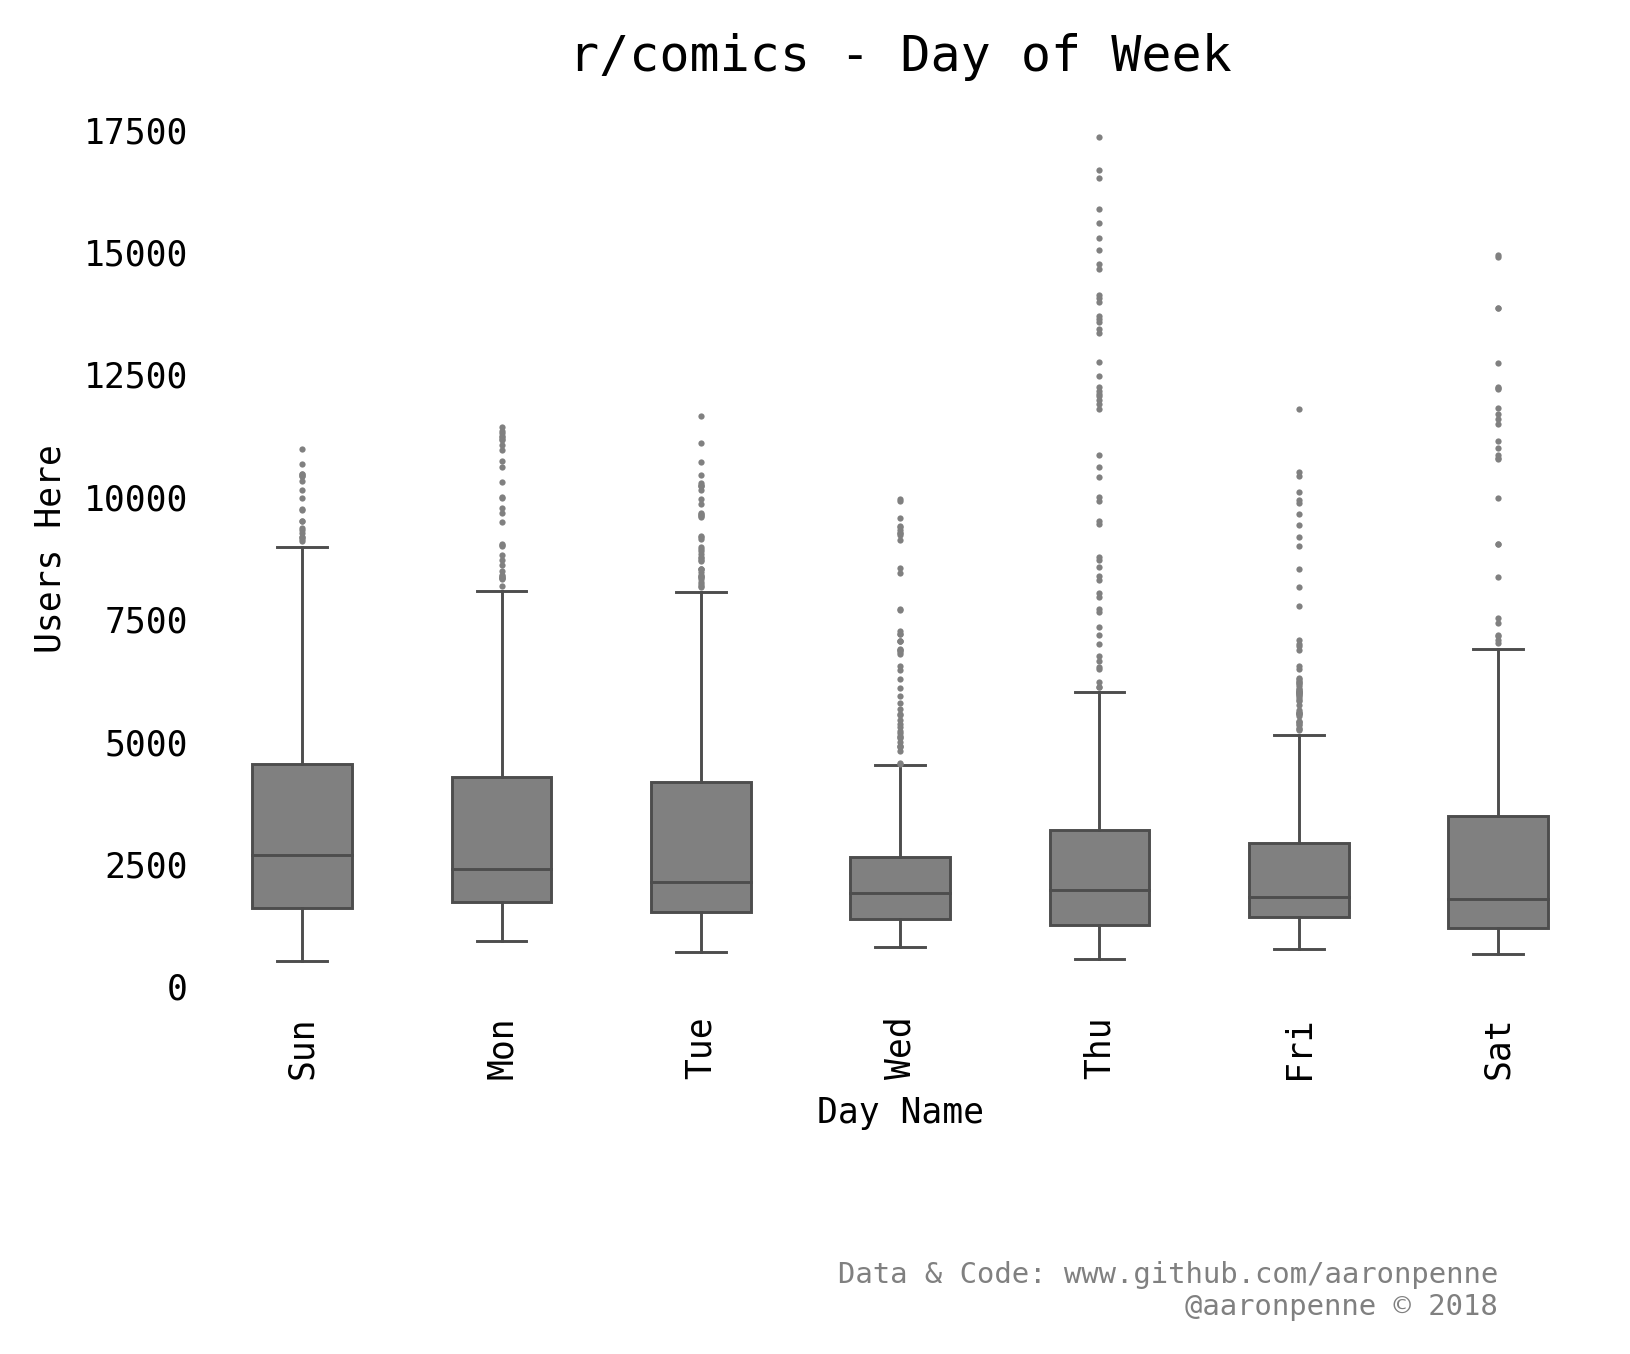 r/comics - Day of Week
17500
15000
12500
10000
7500
5000
2500
0
Users Here
Sun
Mon
Tue
Wed
Thu
Fri
Sat
Day Name
Data & Code: www.github.com/aaronpenne
@aaronpenne © 2018